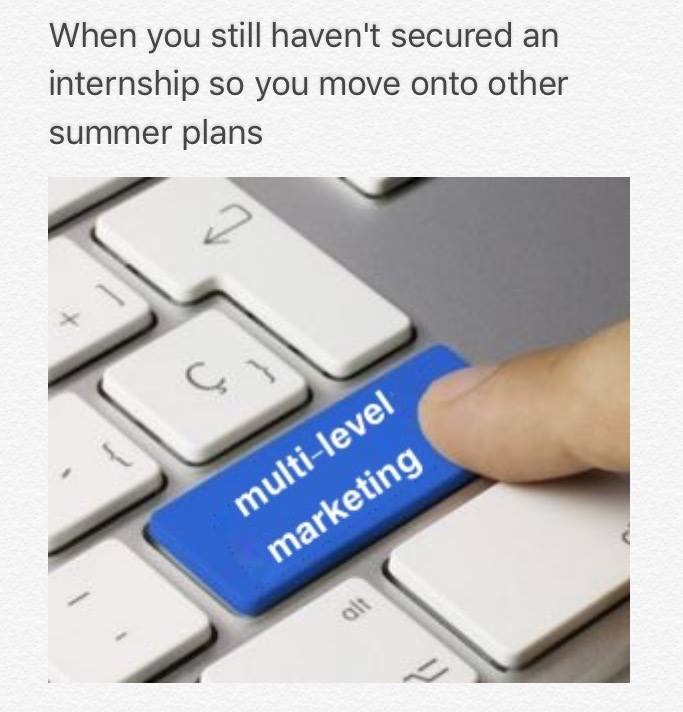 When you still haven't secured an
internship so you move onto other
summer plans
+ ]
Ç }
- {
multi-level
marketing
alt